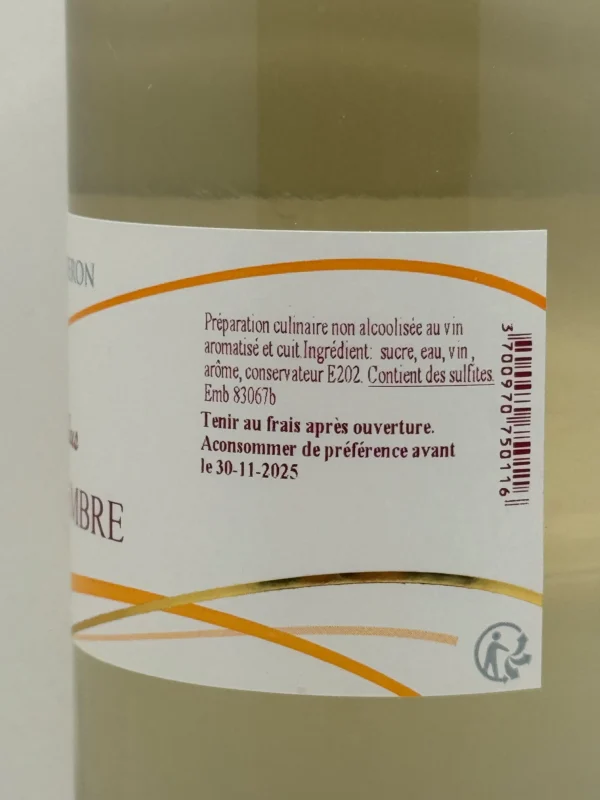 ERON
Préparation culinaire non alcoolisée au vin
aromatisé et cuit.Ingrédient: sucre, eau, vin,
arôme, conservateur E202. Contient des sulfites.
Emb 83067b
Tenir au frais après ouverture.
Aconsommer de préférence avant
le 30-11-2025
MBRE
3700970750116